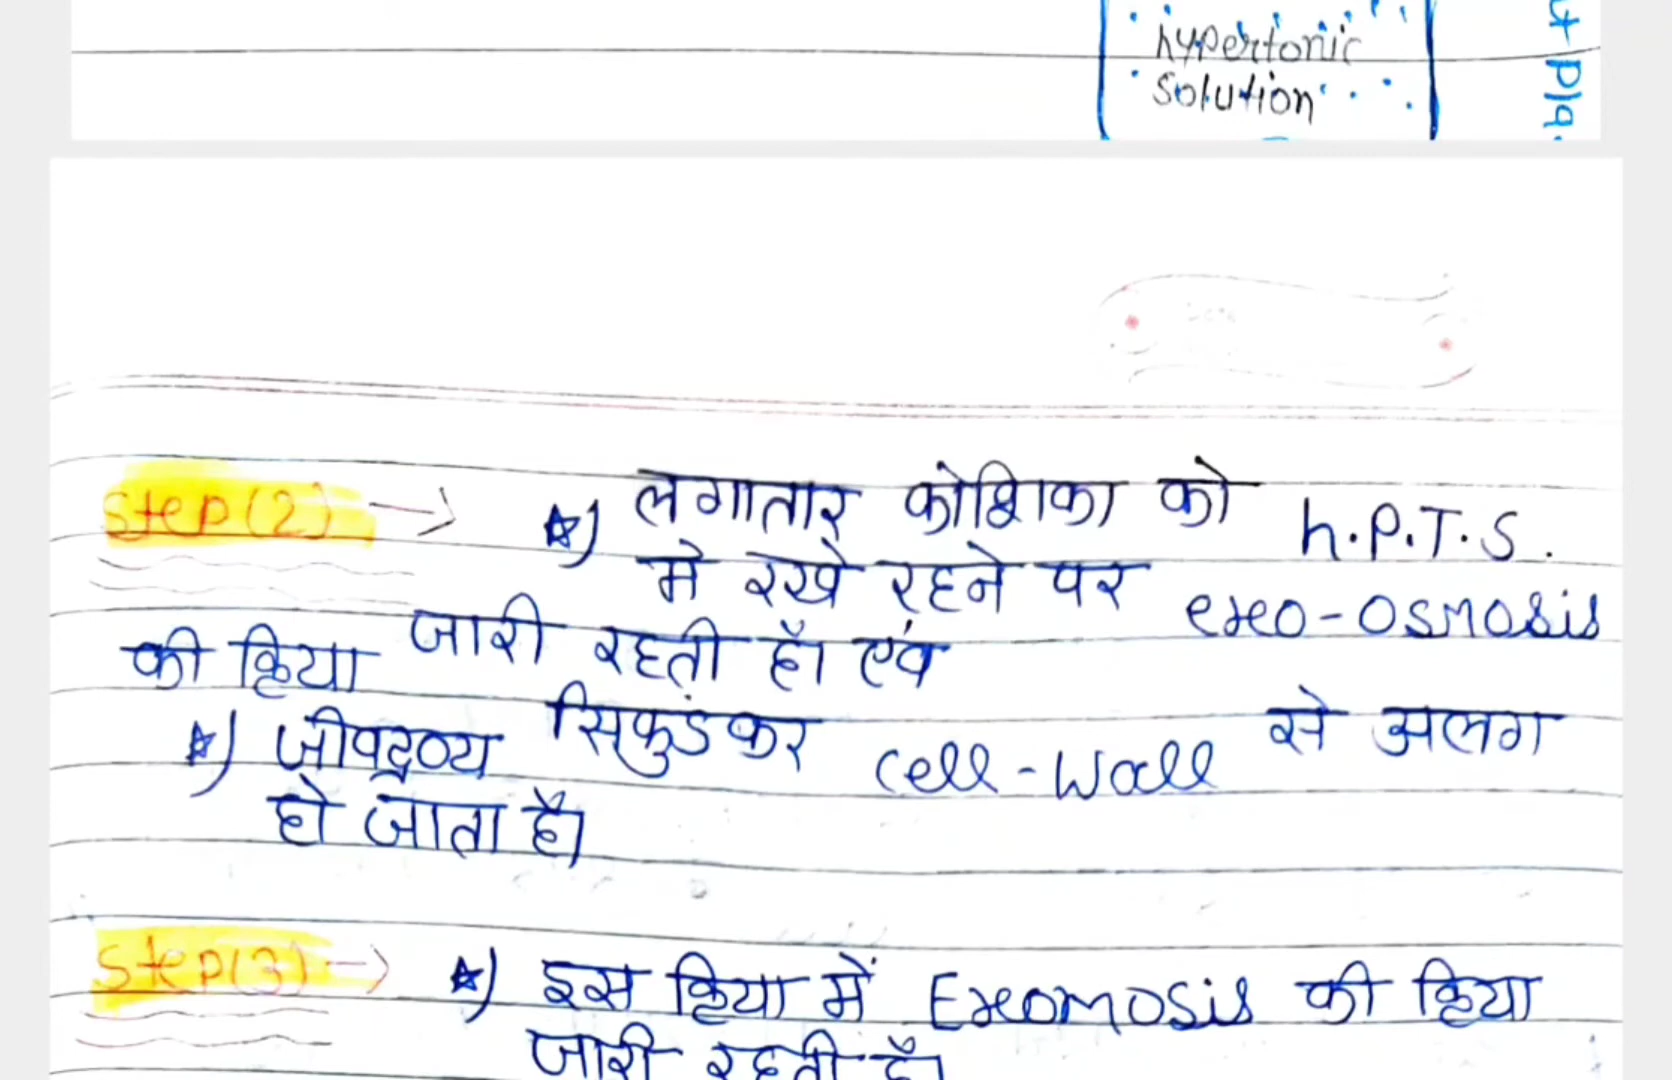 hypertonic
solution
step(2) → लगातार कोशिका को h.P.T.S.
मे रखे रहने पर exo-osmosis
की क्रिया जारी रहती है। एंव
जीवद्रव्य सिकुडंकर cell-wall से अलग
हो जाता है।
step(3) → इस क्रिया में Exomosis की क्रिया
जारी रहती है।